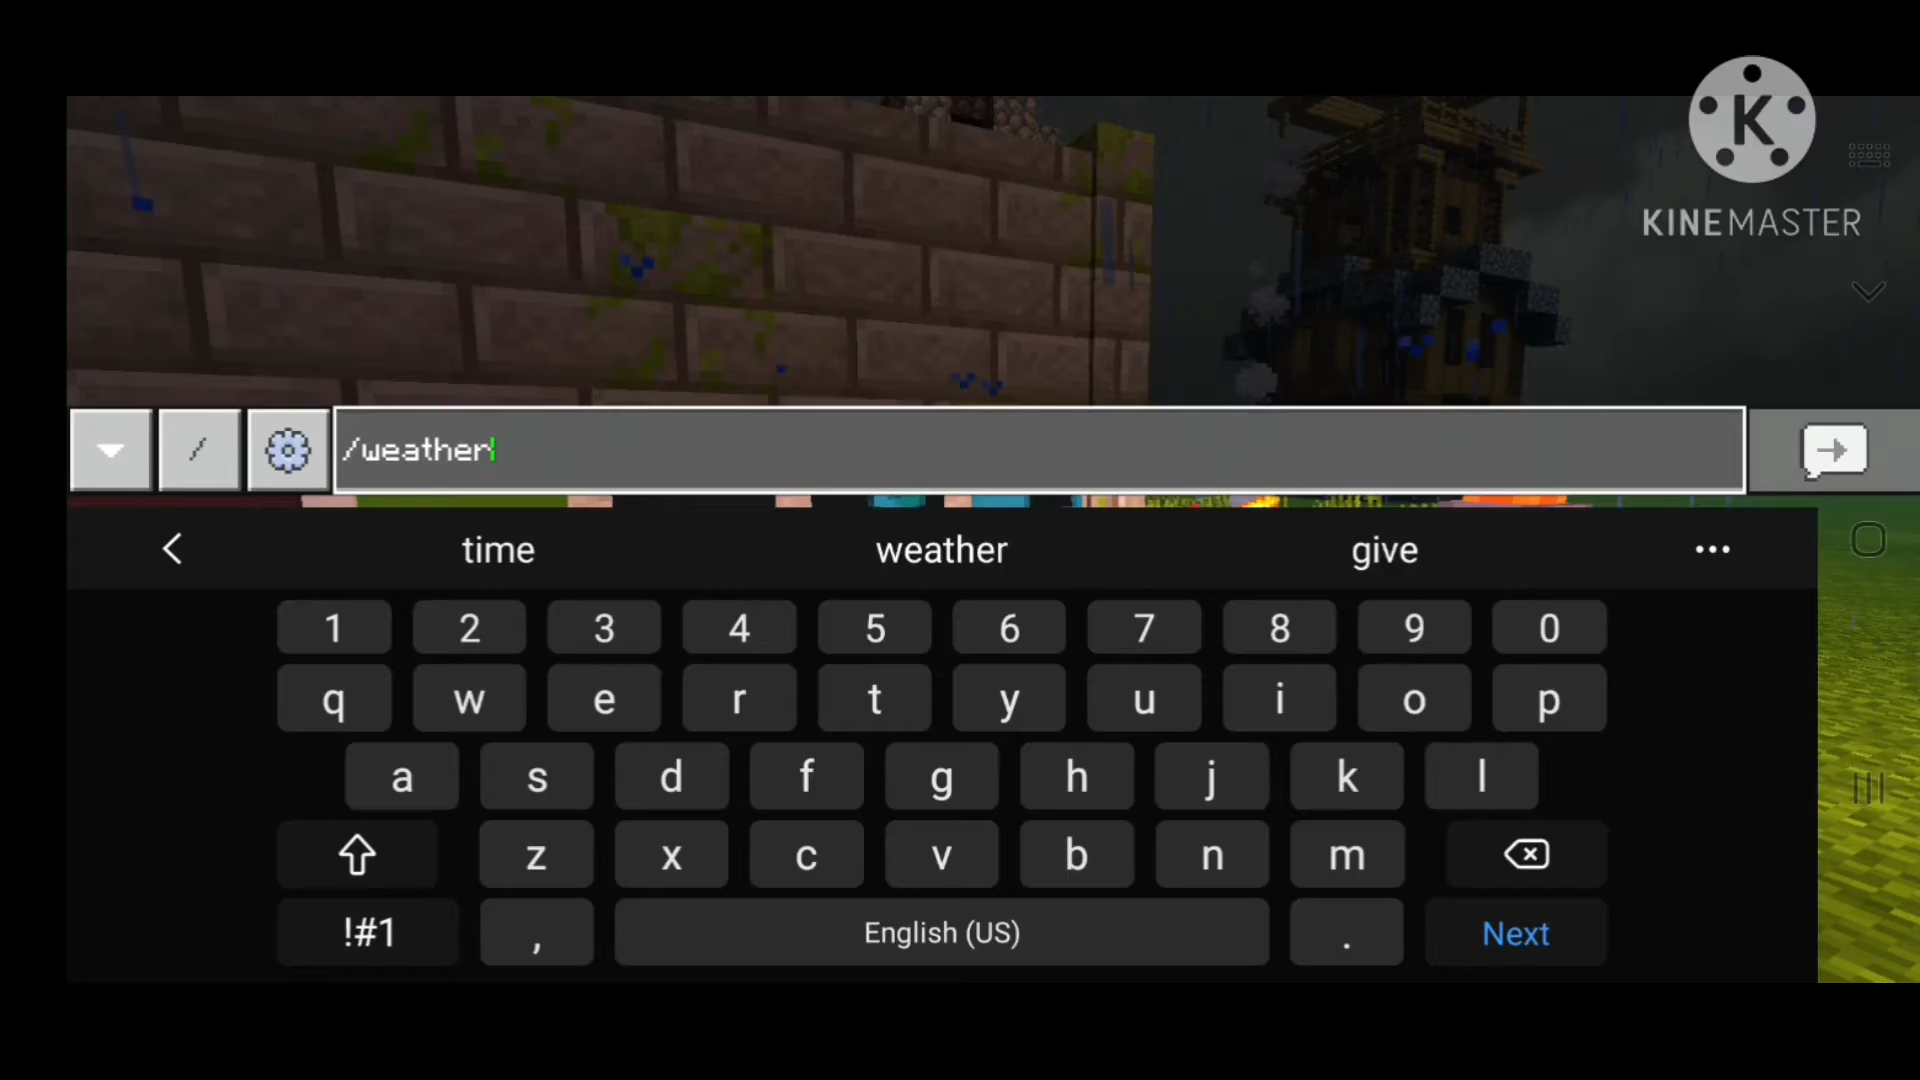 K
KINEMASTER
/
/weather
time weather give
1 2 3 4 5 6 7 8 9 0
q w e r t y u i o p
a s d f g h j k l
z x c v b n m
!#1 , English (US) . Next